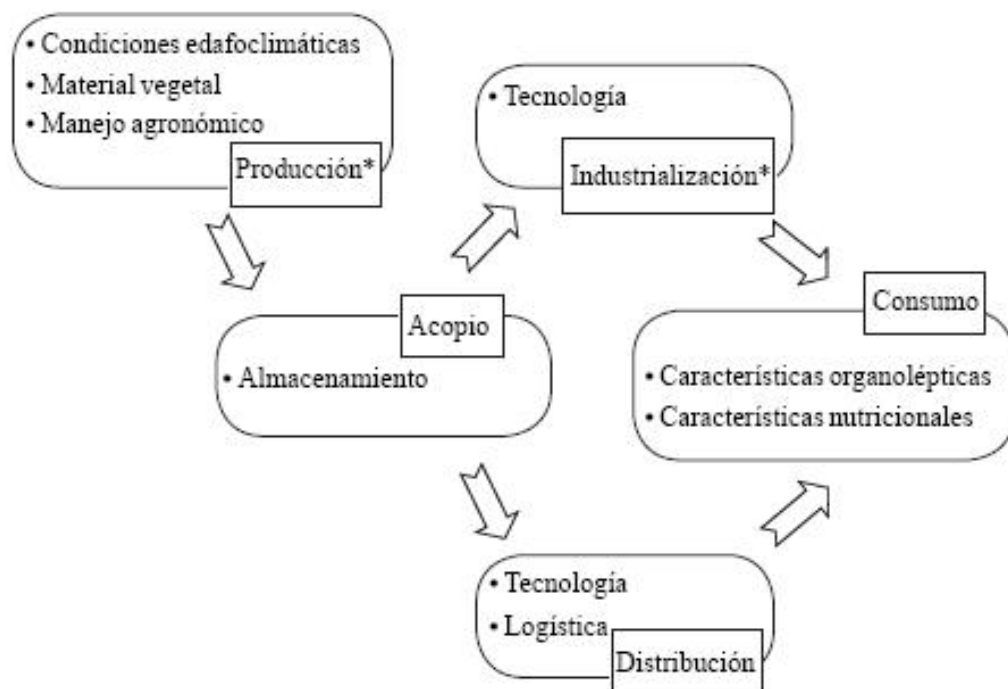 • Condiciones edafoclimáticas
• Material vegetal
• Manejo agronómico
Producción*
• Tecnología
Industrialización*
Acopio
• Almacenamiento
Consumo
• Características organolépticas
• Características nutricionales
• Tecnología
• Logística
Distribución